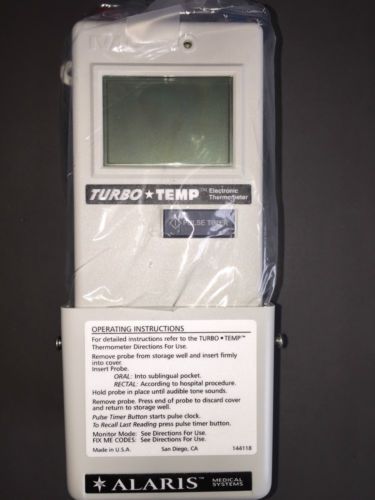 TURBO★TEMP™ Electronic
Thermometer
PULSE TIMER
OPERATING INSTRUCTIONS
For detailed instructions refer to the TURBO★TEMP™
Thermometer Directions For Use.
Remove probe from storage well and insert firmly
into cover.
Insert Probe.
ORAL: Into sublingual pocket.
RECTAL: According to hospital procedure.
Hold probe in place until audible tone sounds.
Remove probe. Press end of probe to discard cover
and return to storage well.
Pulse Timer Button starts pulse clock.
To Recall Last Reading press pulse timer button.
Monitor Mode: See Directions For Use.
FIX ME CODES: See Directions For Use.
Made in U.S.A. San Diego, CA 144118
ALARIS™ MEDICAL
SYSTEMS